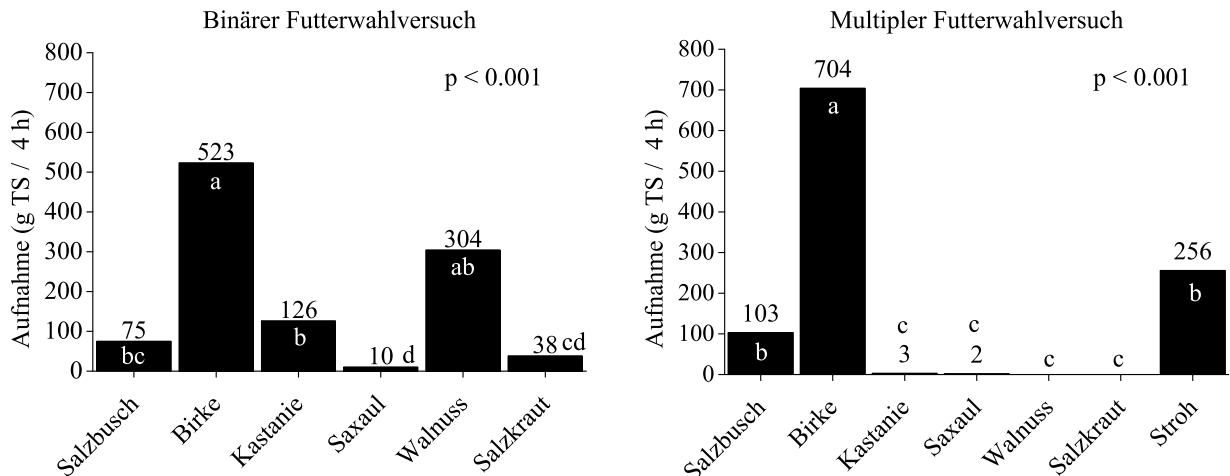 Binärer Futterwahlversuch
Aufnahme (g TS / 4 h)
800
700
600
500
400
300
200
100
0
p < 0.001
75
bc
523
a
126
b
10 d
304
ab
38 cd
Salzbusch
Birke
Kastanie
Saxaul
Walnuss
Salzkraut
Multipler Futterwahlversuch
Aufnahme (g TS / 4 h)
800
700
600
500
400
300
200
100
0
p < 0.001
103
b
704
a
c
3
c
2
c
c
256
b
Salzbusch
Birke
Kastanie
Saxaul
Walnuss
Salzkraut
Stroh